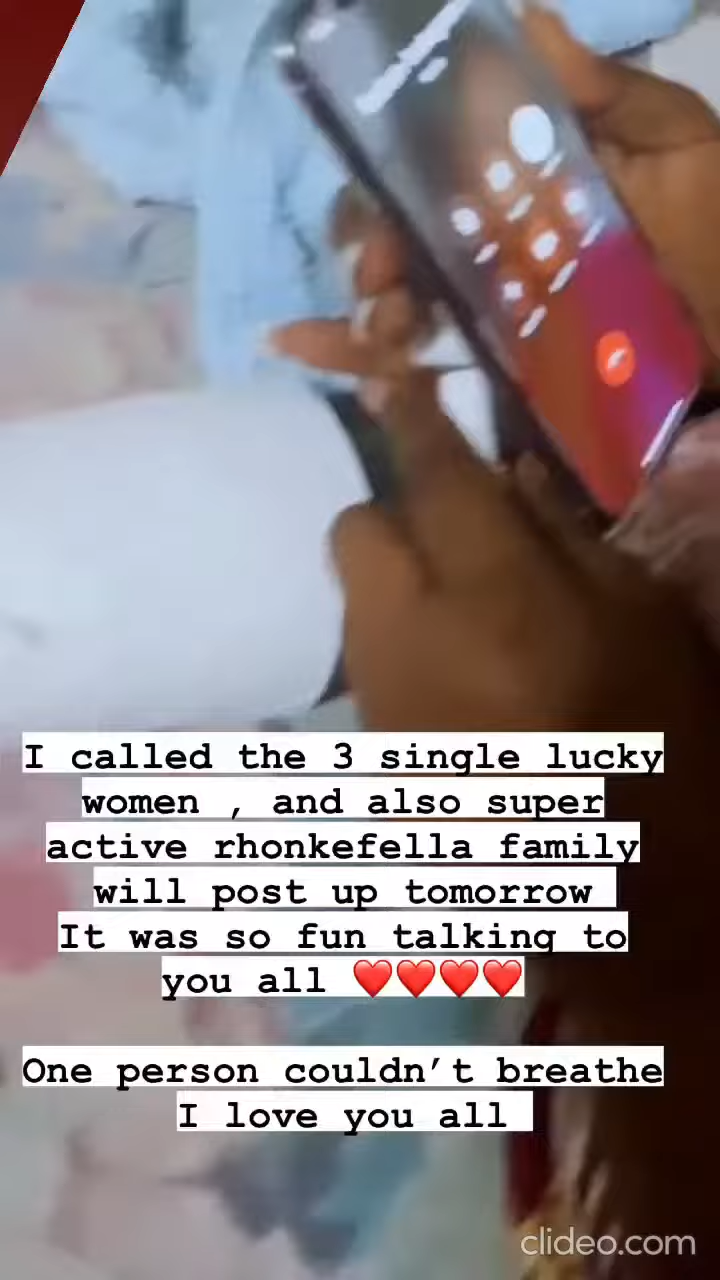 I called the 3 single lucky
women , and also super
active rhonkefella family
will post up tomorrow
It was so fun talking to
you all ❤️❤️❤️❤️
One person couldn't breathe
I love you all
clideo.com